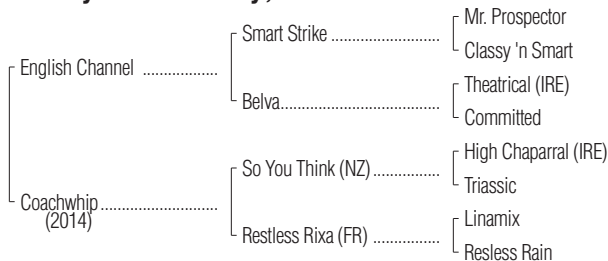 Mr. Prospector
Smart Strike
Classy 'n Smart
English Channel
Theatrical (IRE)
Belva
Committed
High Chaparral (IRE)
So You Think (NZ)
Triassic
Coachwhip
(2014)
Linamix
Restless Rixa (FR)
Resless Rain